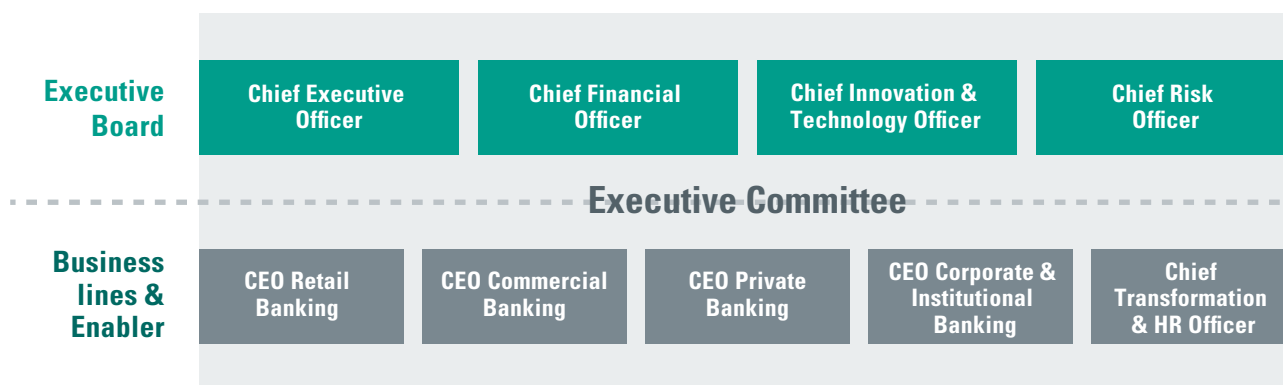 Executive
Board
Chief Executive
Officer
Chief Financial
Officer
Chief Innovation &
Technology Officer
Chief Risk
Officer
Executive Committee
Business
lines &
Enabler
CEO Retail
Banking
CEO Commercial
Banking
CEO Private
Banking
CEO Corporate &
Institutional
Banking
Chief
Transformation
& HR Officer